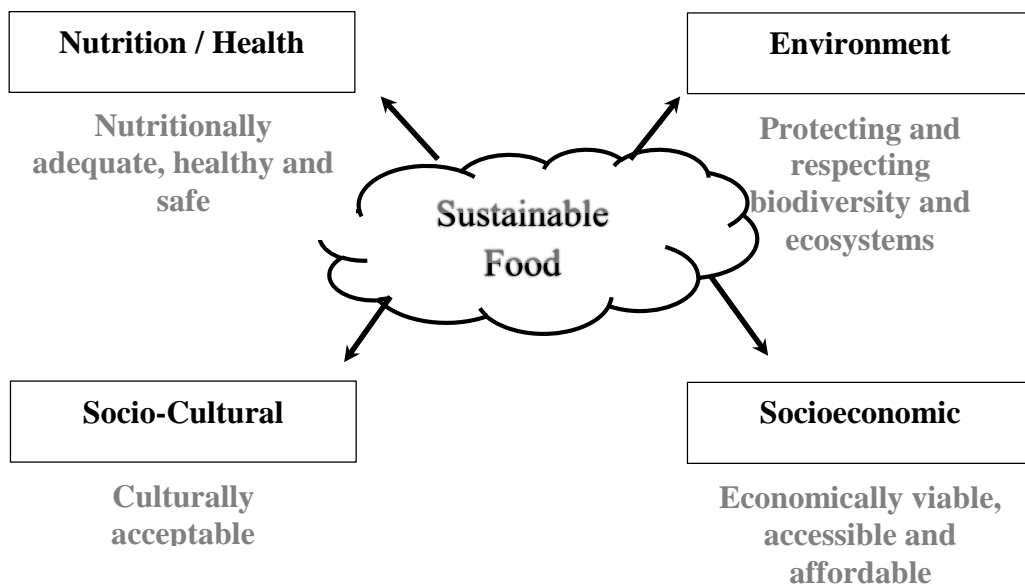 Nutrition / Health
Nutritionally
adequate, healthy and
safe
Environment
Protecting and
respecting
biodiversity and
ecosystems
Sustainable
Food
Socio-Cultural
Culturally
acceptable
Socioeconomic
Economically viable,
accessible and
affordable